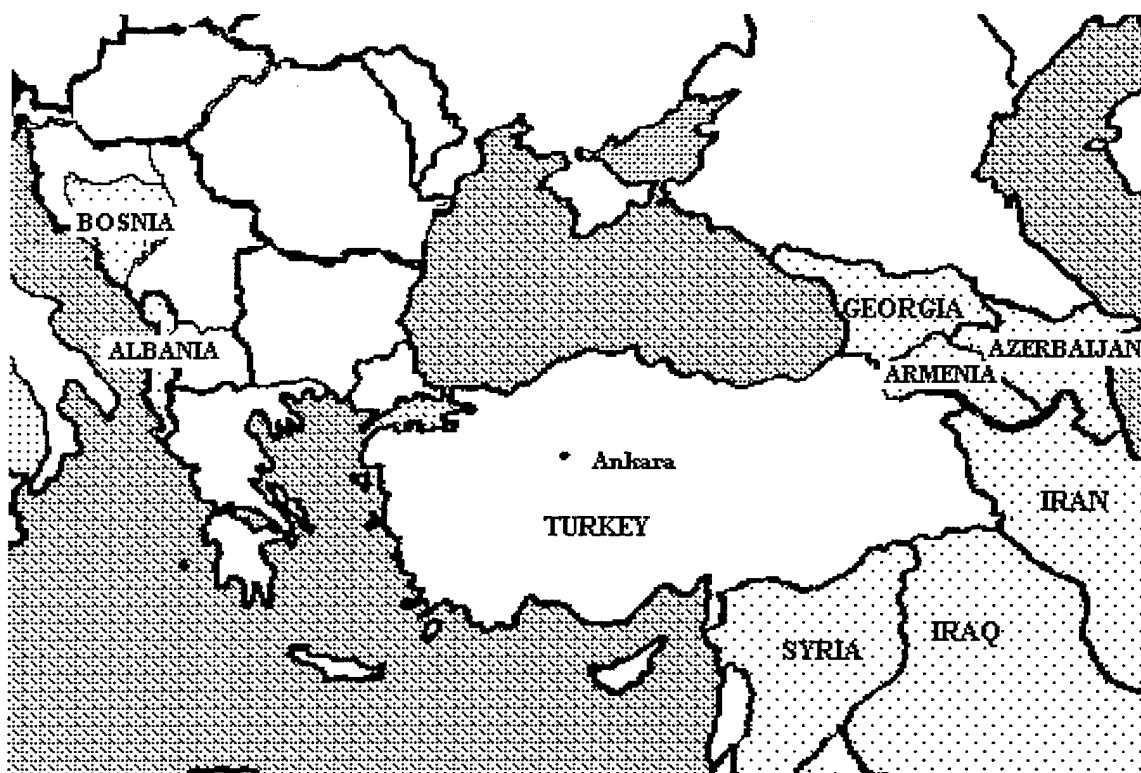 BOSNIA
GEORGIA
ALBANIA
AZERBAIJAN
ARMENIA
Ankara
IRAN
TURKEY
IRAQ
SYRIA